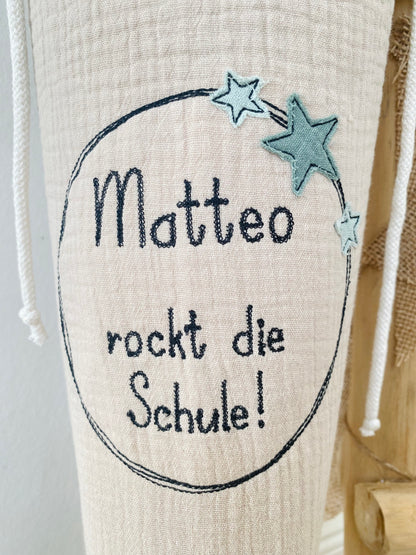 Matteo
rockt die
Schule!